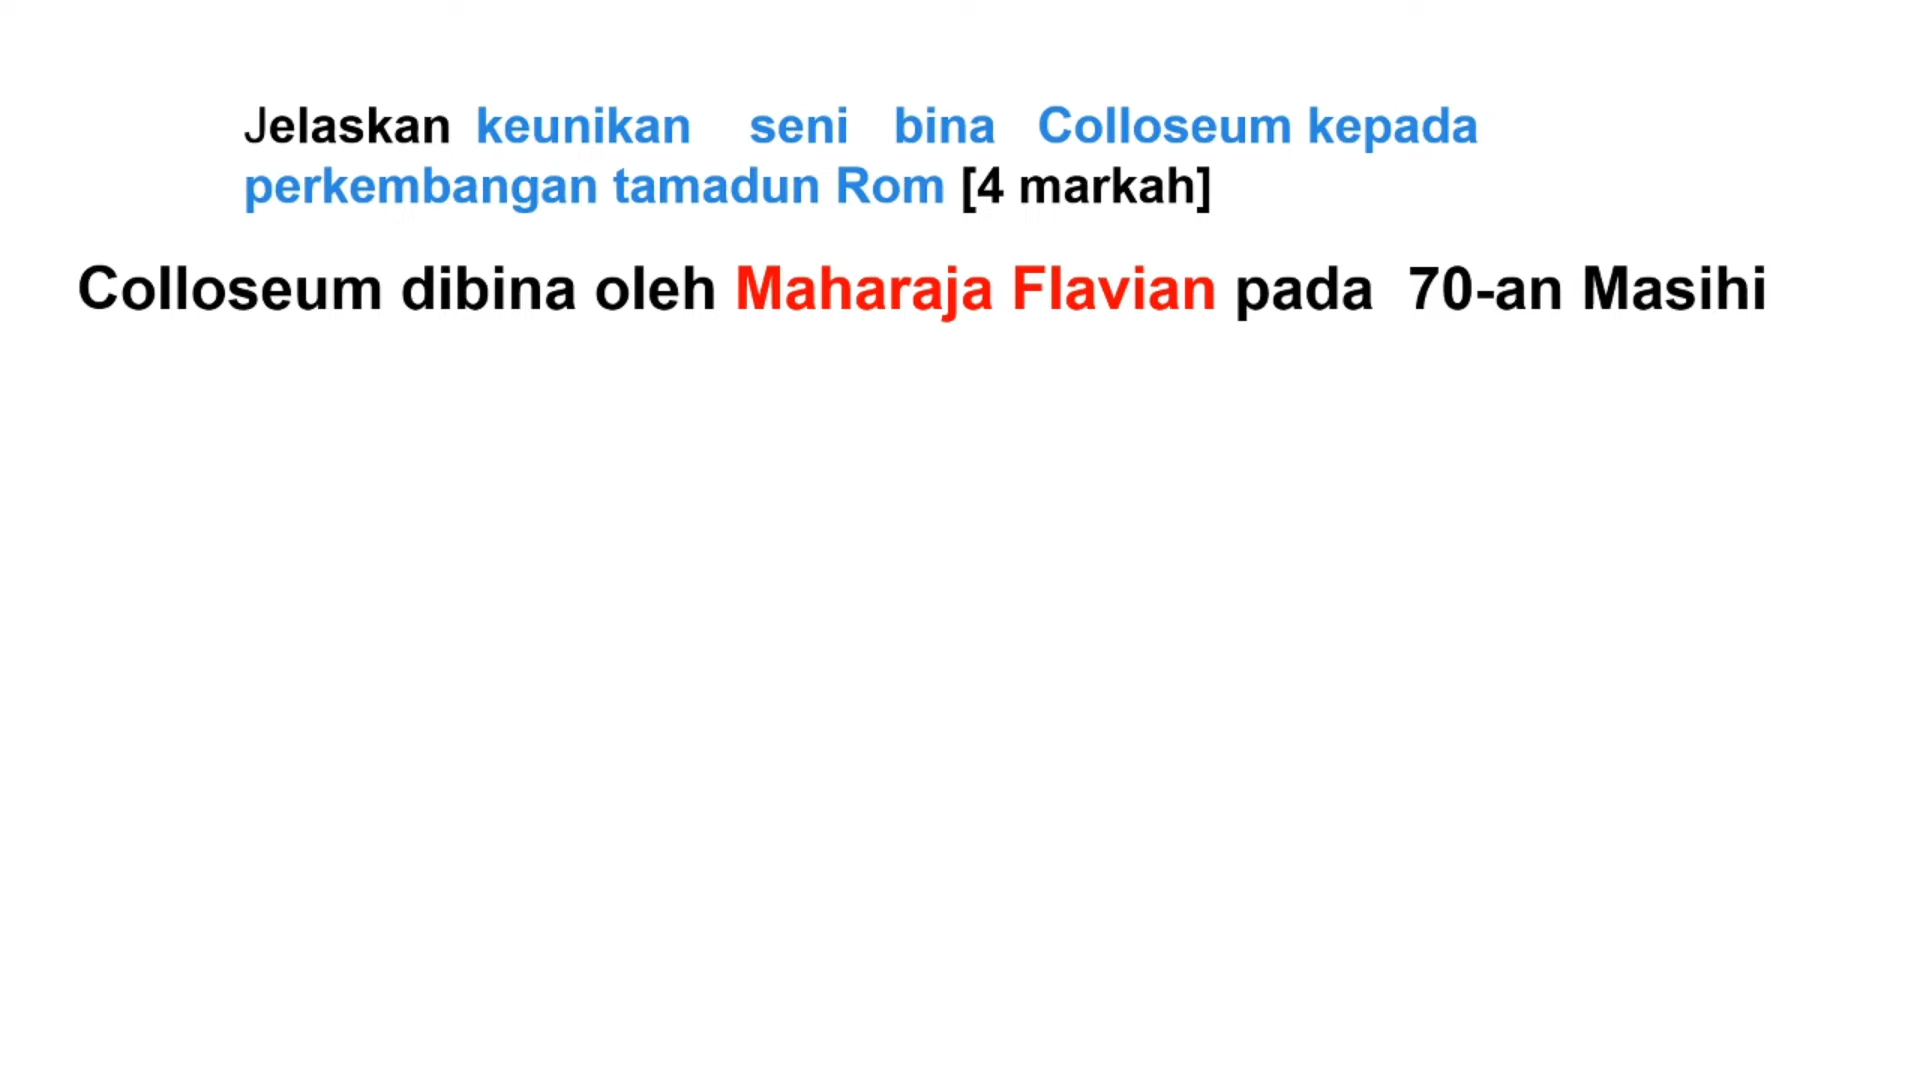 Jelaskan keunikan seni bina Colloseum kepada
perkembangan tamadun Rom [4 markah]
Colloseum dibina oleh Maharaja Flavian pada 70-an Masihi